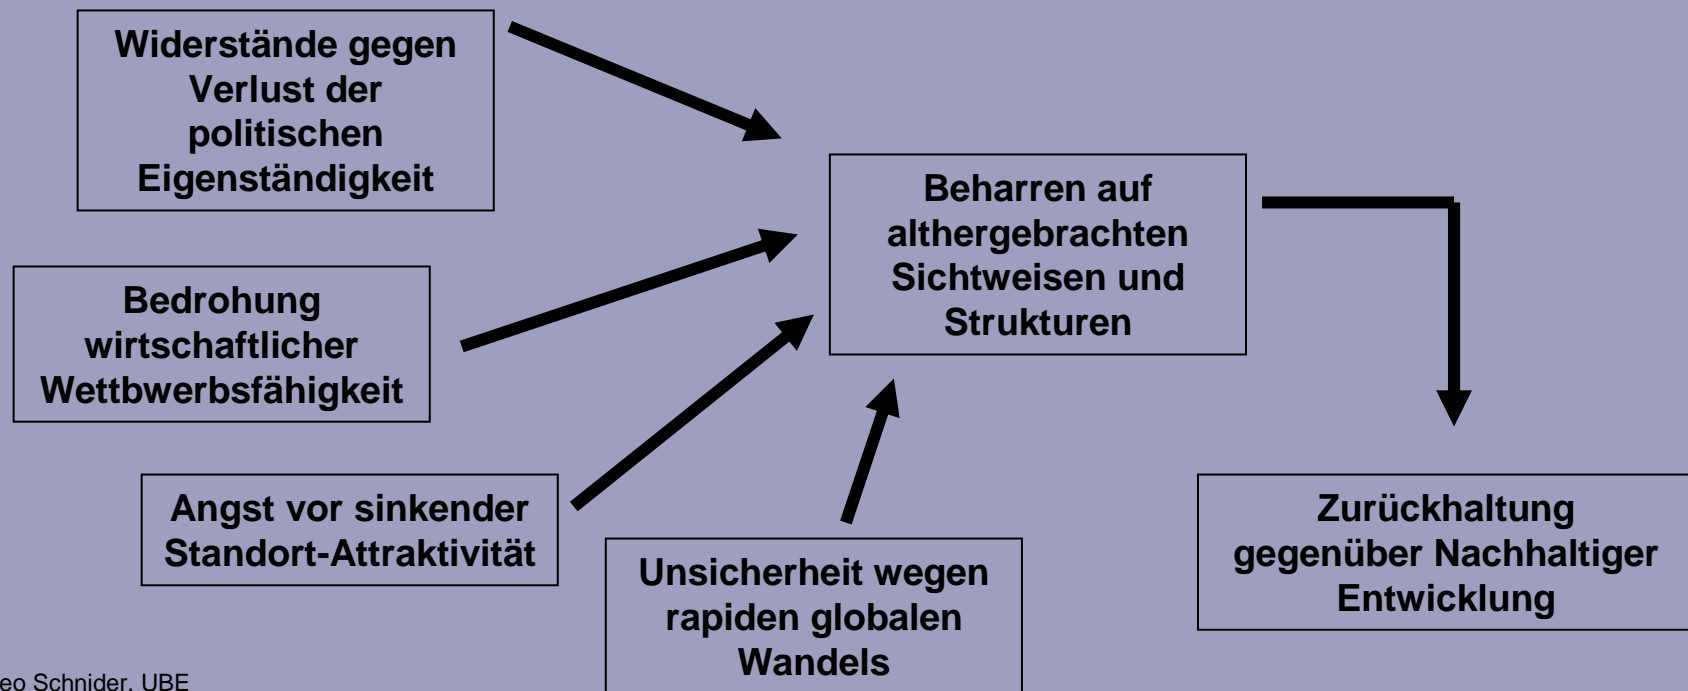 Widerstände gegen
Verlust der
politischen
Eigenständigkeit
Bedrohung
wirtschaftlicher
Wettbwerbsfähigkeit
Angst vor sinkender
Standort-Attraktivität
Unsicherheit wegen
rapiden globalen
Wandels
Beharren auf
althergebrachten
Sichtweisen und
Strukturen
Zurückhaltung
gegenüber Nachhaltiger
Entwicklung
eo Schnider, UBE